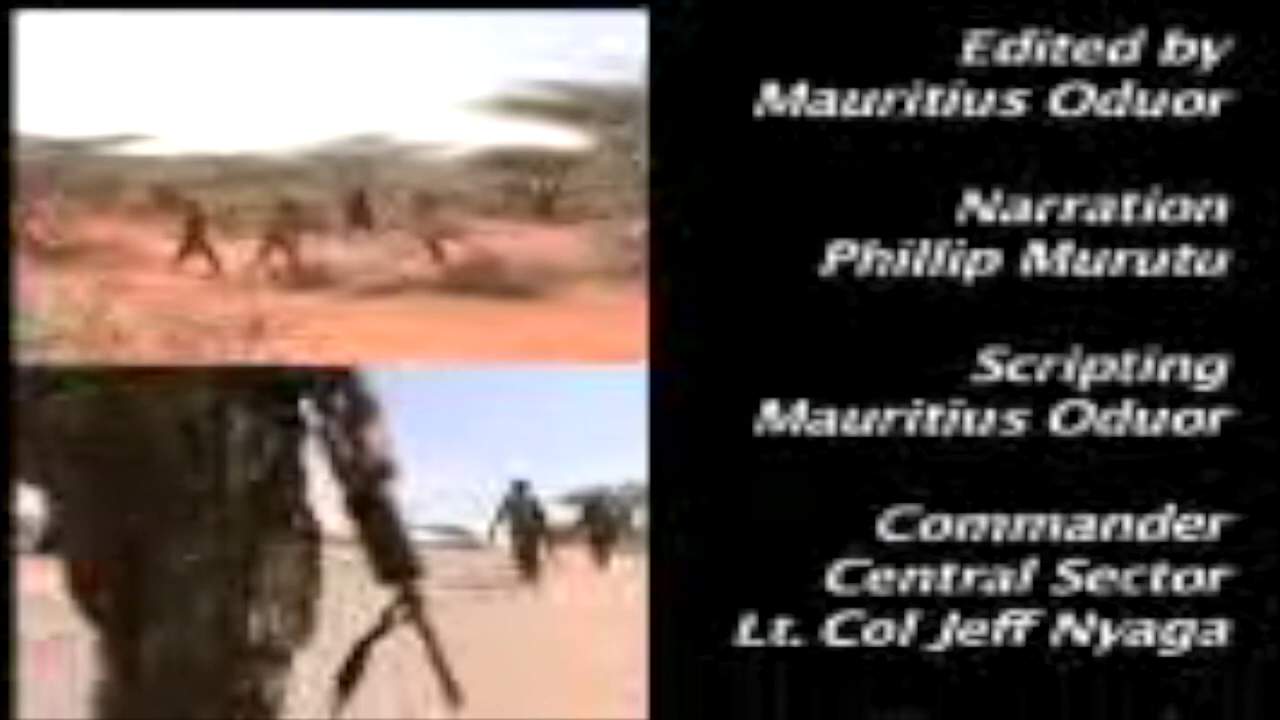 Edited by
Mauritius Oduor
Narration
Phillip Murutu
Scripting
Mauritius Oduor
Commander
Central Sector
Lt. Col Jeff Nyaga